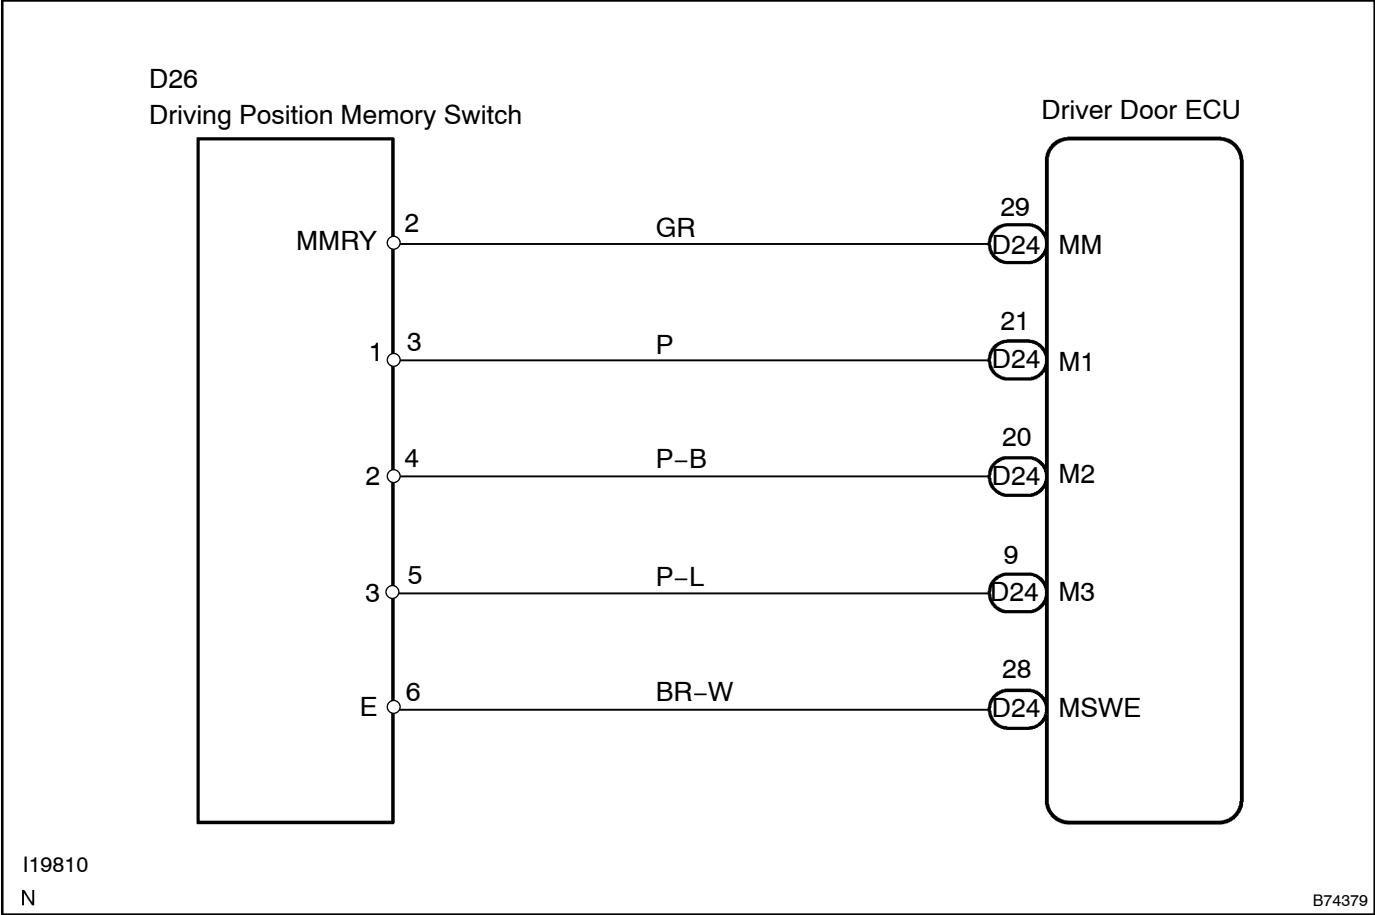 D26
Driving Position Memory Switch
Driver Door ECU
MMRY 2 GR 29 D24 MM
1 3 P 21 D24 M1
2 4 P−B 20 D24 M2
3 5 P−L 9 D24 M3
E 6 BR−W 28 D24 MSWE
I19810
N
B74379